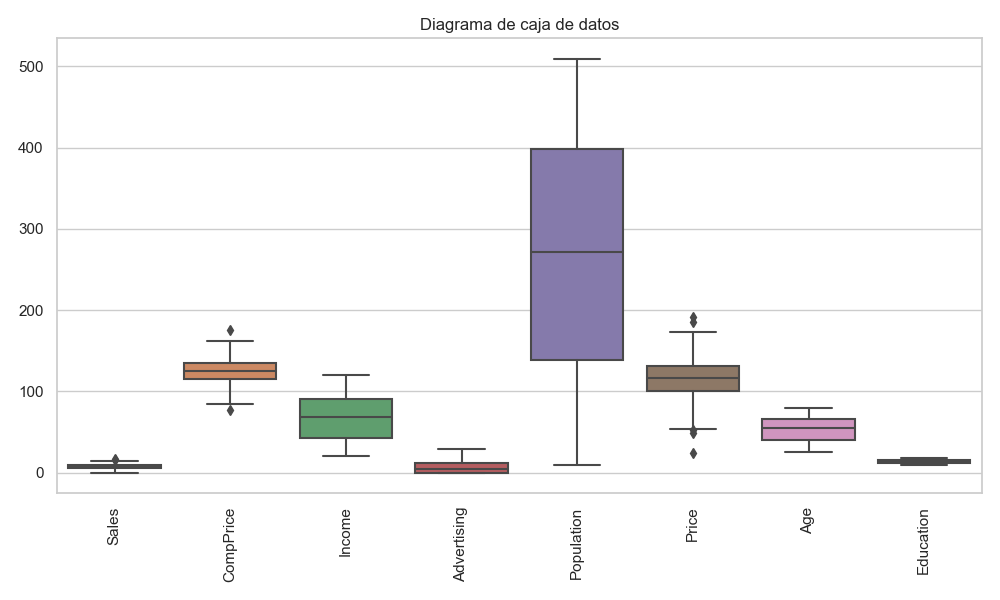 Diagrama de caja de datos
500
400
300
200
100
0
Sales
CompPrice
Income
Advertising
Population
Price
Age
Education